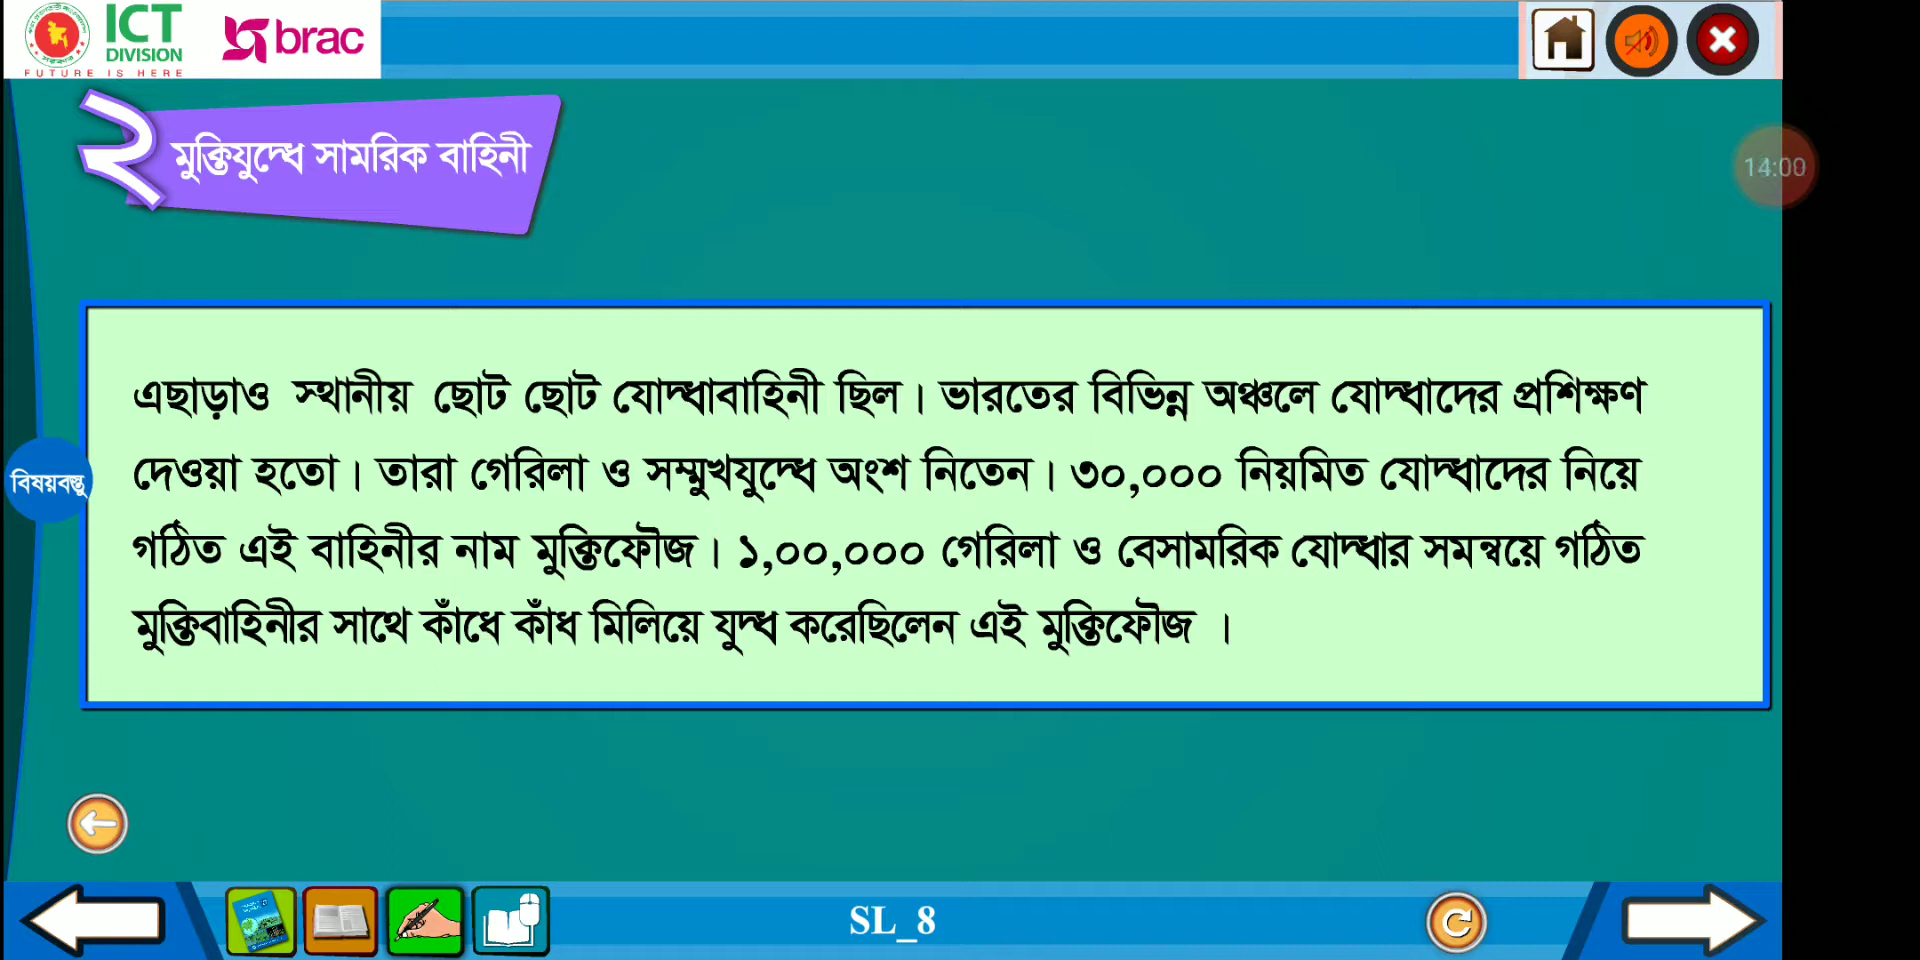 ICT
DIVISION
FUTURE IS HERE
brac
২
মুক্তিযুদ্ধে সামরিক বাহিনী
14:00
এছাড়াও স্থানীয় ছোট ছোট যোদ্ধাবাহিনী ছিল। ভারতের বিভিন্ন অঞ্চলে যোদ্ধাদের প্রশিক্ষণ
দেওয়া হতো। তারা গেরিলা ও সম্মুখযুদ্ধে অংশ নিতেন। ৩০,০০০ নিয়মিত যোদ্ধাদের নিয়ে
গঠিত এই বাহিনীর নাম মুক্তিফৌজ। ১,০০,০০০ গেরিলা ও বেসামরিক যোদ্ধার সমন্বয়ে গঠিত
মুক্তিবাহিনীর সাথে কাঁধে কাঁধ মিলিয়ে যুদ্ধ করেছিলেন এই মুক্তিফৌজ ।
বিষয়বস্তু
SL_8